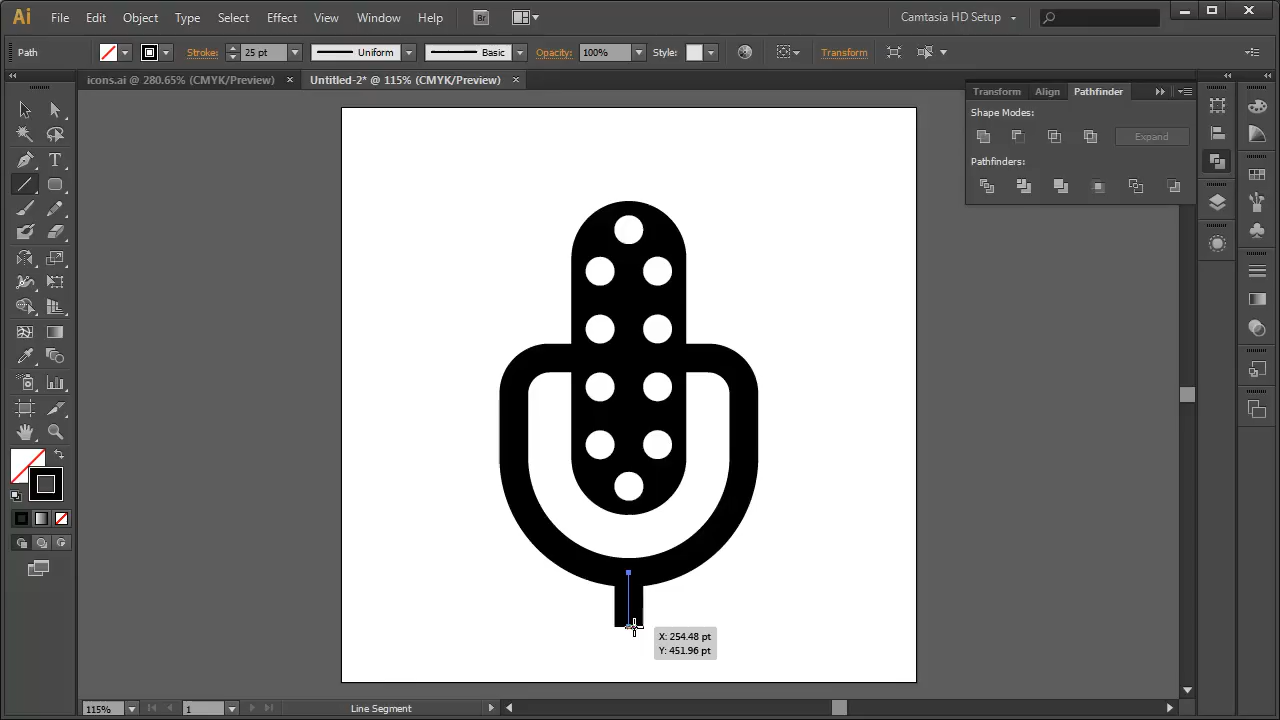 Ai File Edit Object Type Select Effect View Window Help Br Camtasia HD Setup
Path Stroke: 25 pt Uniform Basic Opacity: 100% Style: Transform
icons.ai @ 280.65% (CMYK/Preview) Untitled-2* @ 115% (CMYK/Preview)
Transform Align Pathfinder
Shape Modes:
Expand
Pathfinders:
X: 254.48 pt
Y: 451.96 pt
115% 1 Line Segment